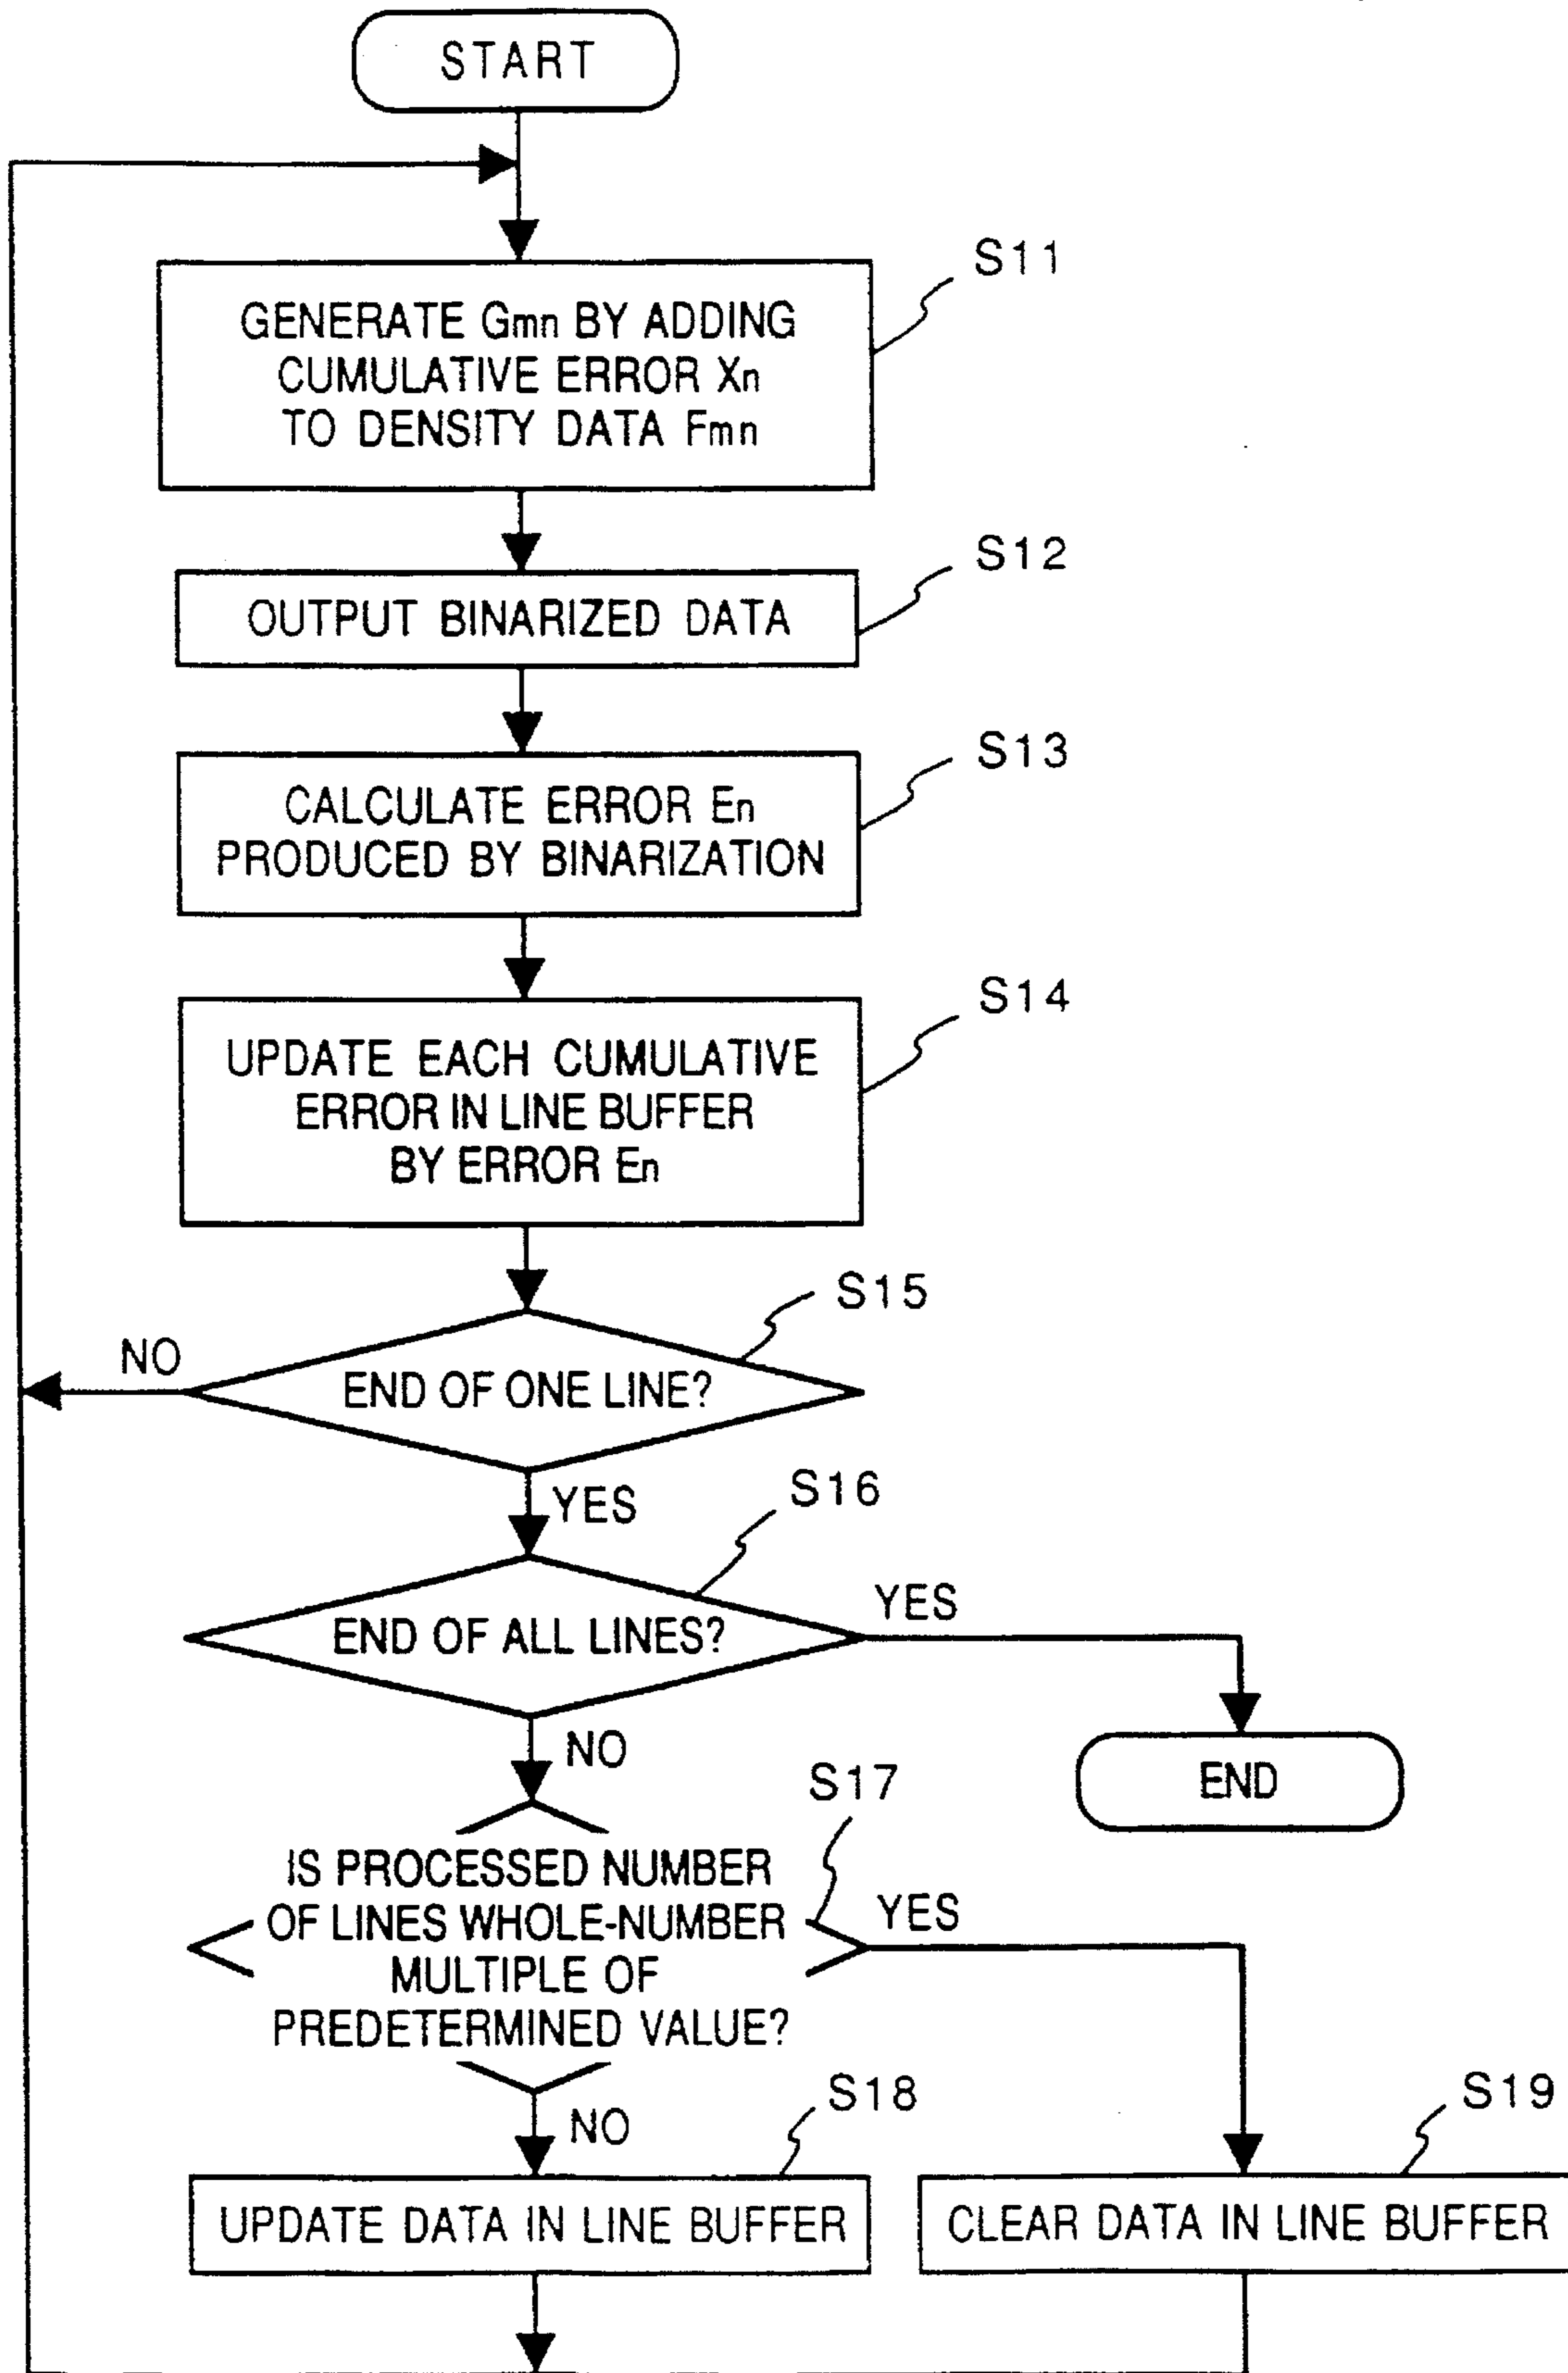 START
S11
GENERATE Gmn BY ADDING
CUMULATIVE ERROR Xn
TO DENSITY DATA Fmn
S12
OUTPUT BINARIZED DATA
S13
CALCULATE ERROR En
PRODUCED BY BINARIZATION
S14
UPDATE EACH CUMULATIVE
ERROR IN LINE BUFFER
BY ERROR En
S15
NO
END OF ONE LINE?
YES
S16
END OF ALL LINES?
YES
NO
END
S17
IS PROCESSED NUMBER
OF LINES WHOLE-NUMBER
MULTIPLE OF
PREDETERMINED VALUE?
YES
NO
S18
S19
UPDATE DATA IN LINE BUFFER
CLEAR DATA IN LINE BUFFER